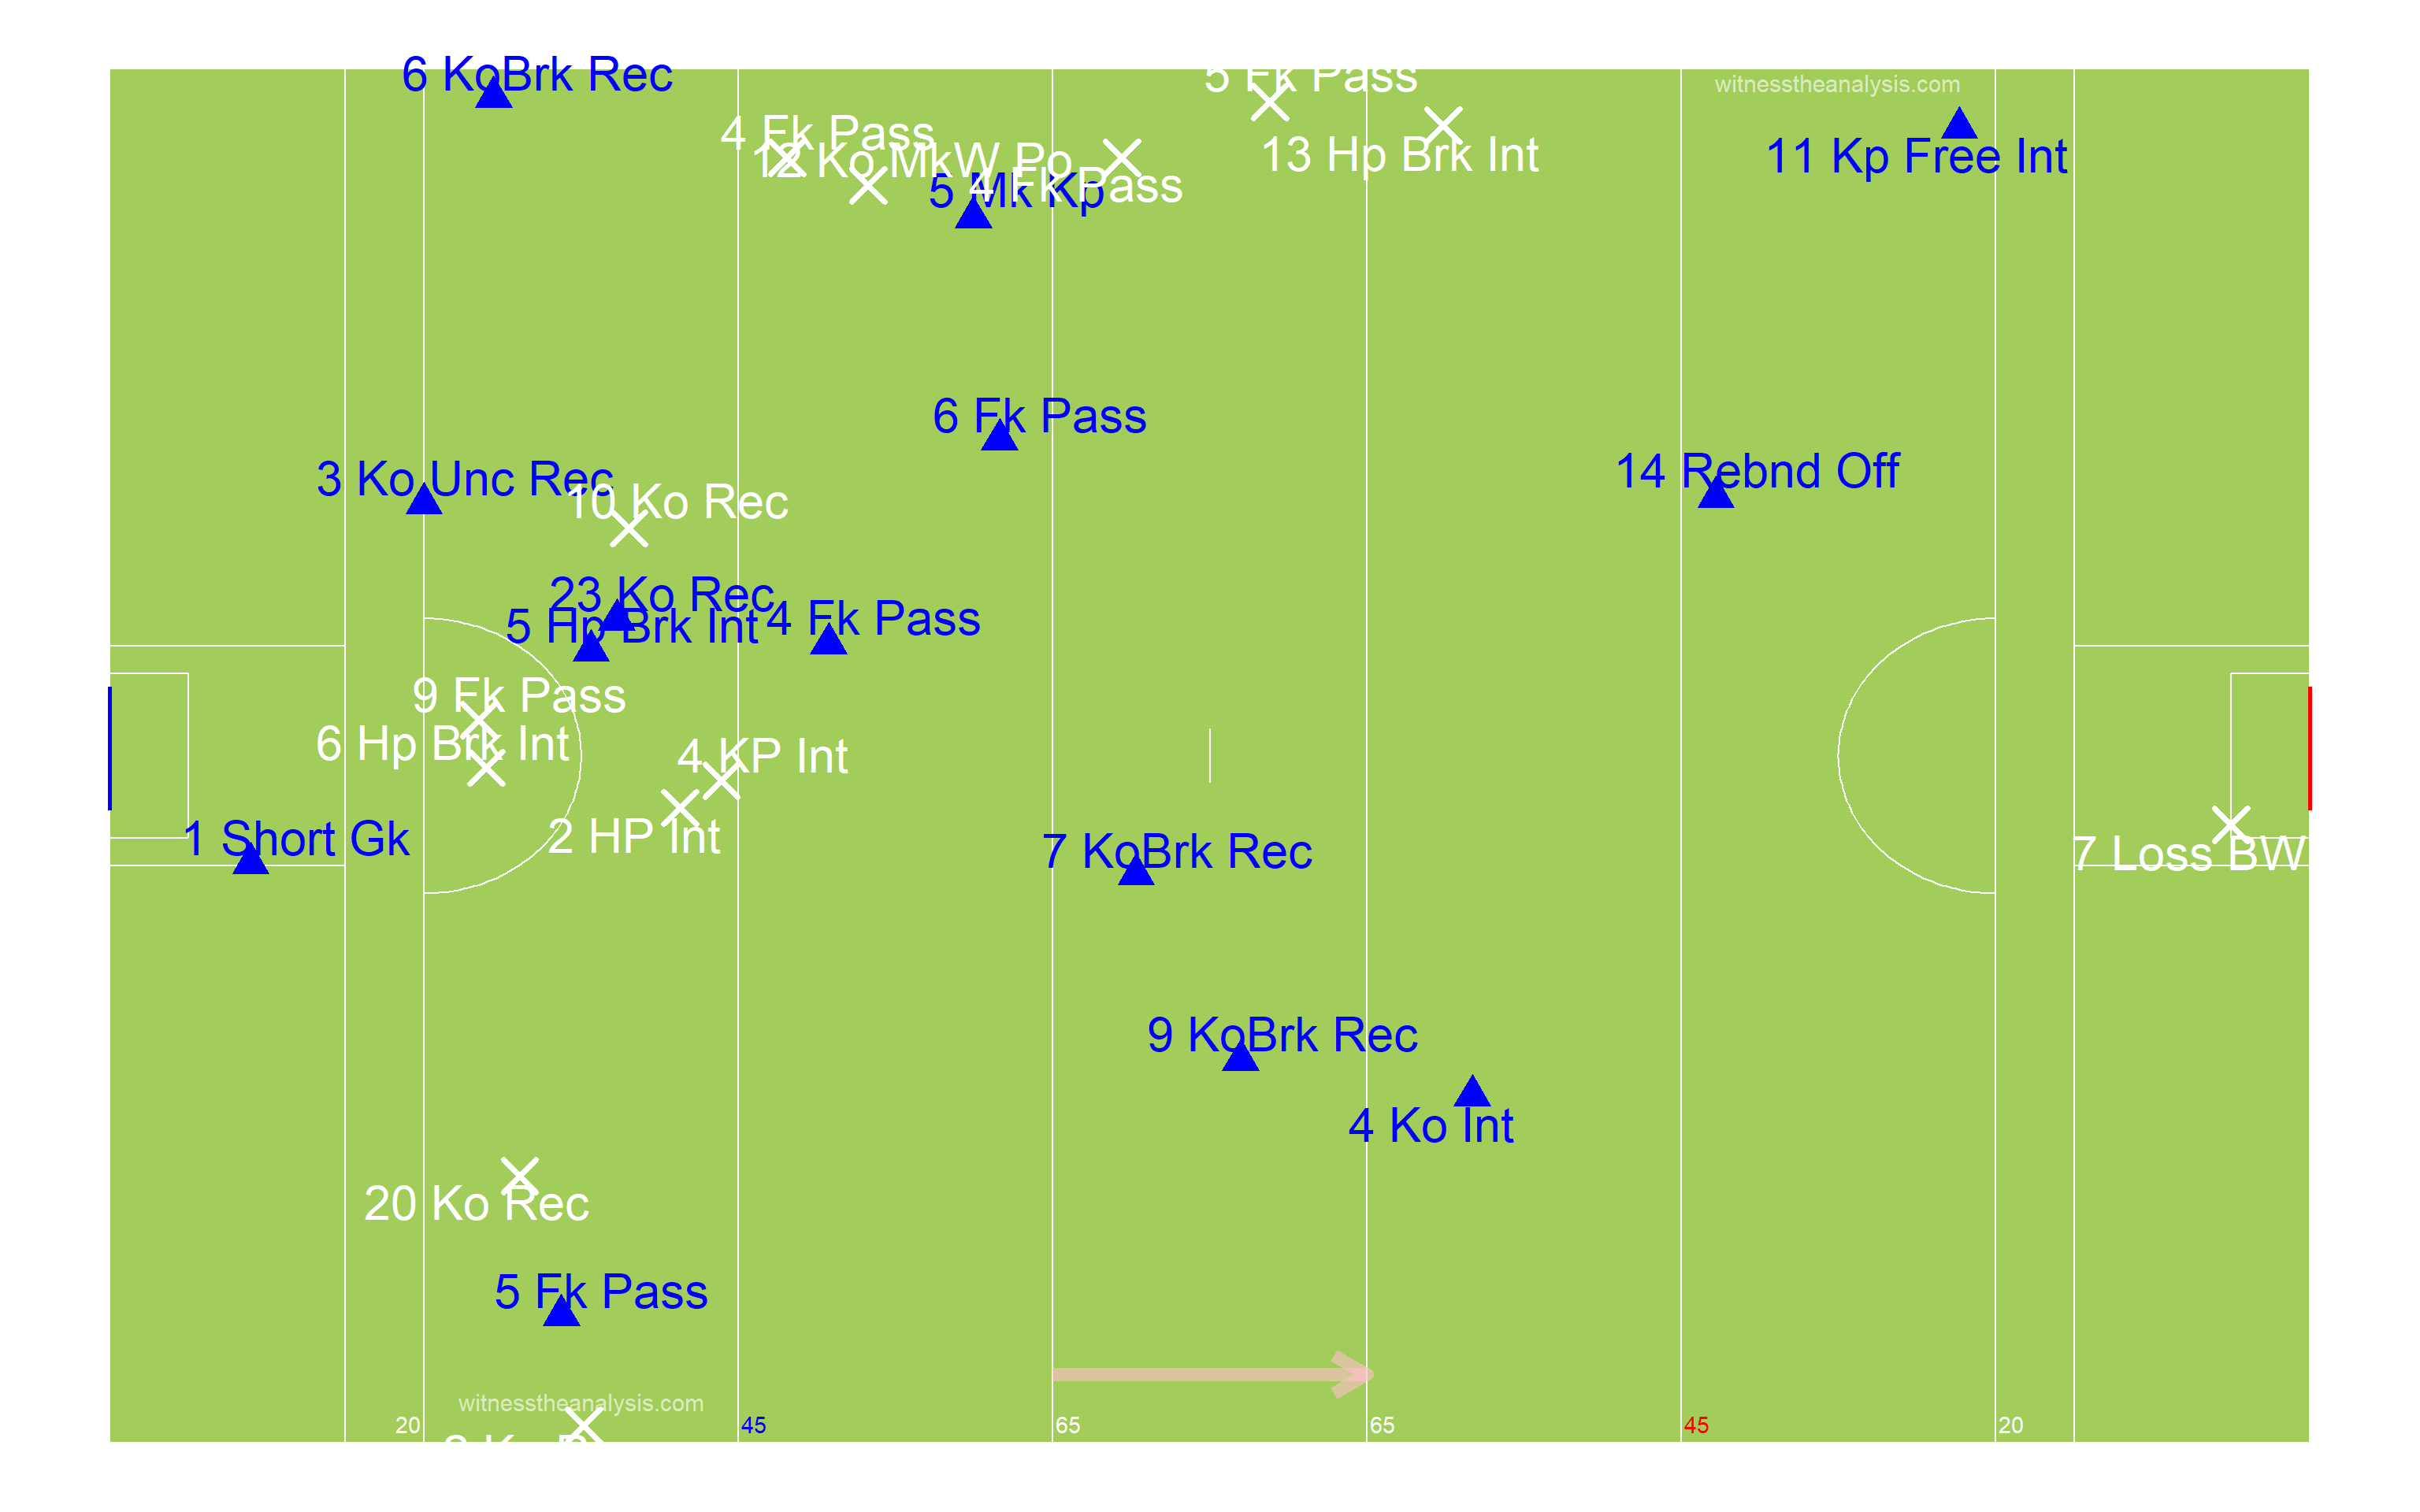 6 KoBrk Rec
5 Fk Pass
witnesstheanalysis.com
4 Fk Pass
12 Ko MkW Po
13 Hp Brk Int
11 Kp Free Int
5 Mk Kp
4 Fk Pass
6 Fk Pass
14 Rebnd Off
3 Ko Unc Rec
10 Ko Rec
23 Ko Rec
5 Hp Brk Int
4 Fk Pass
9 Fk Pass
6 Hp Brk Int
4 KP Int
2 HP Int
1 Short Gk
7 KoBrk Rec
7 Loss BW
9 KoBrk Rec
4 Ko Int
20 Ko Rec
5 Fk Pass
witnesstheanalysis.com
20
45
65
65
45
20